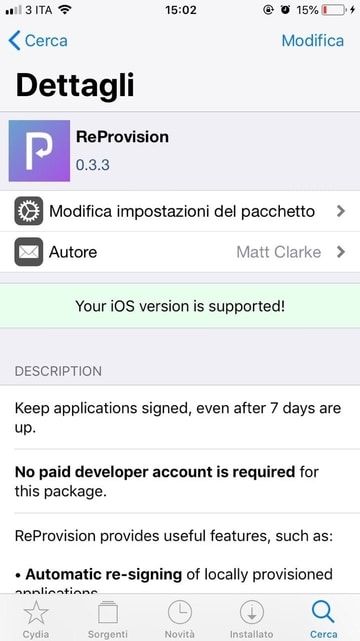 3 ITA 15:02 15%
Cerca Modifica
Dettagli
ReProvision
0.3.3
Modifica impostazioni del pacchetto
Autore Matt Clarke
Your iOS version is supported!
DESCRIPTION
Keep applications signed, even after 7 days are
up.
No paid developer account is required for
this package.
ReProvision provides useful features, such as:
• Automatic re-signing of locally provisioned
applications
Cydia Sorgenti Novità Installato Cerca